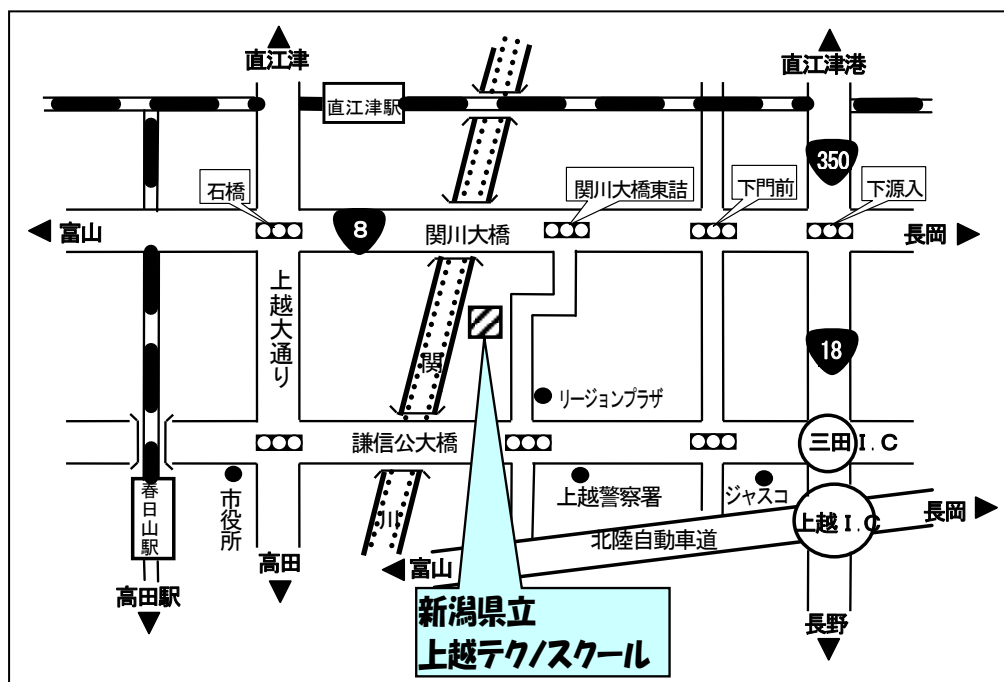 直江津
直江津港
直江津駅
350
石橋
関川大橋東詰
下門前
下源入
富山
8
関川大橋
長岡
上越大通り
18
関
リージョンプラザ
謙信公大橋
三田 I.C
春日山駅
市役所
川
上越警察署
ジャスコ
上越 I.C
長岡
北陸自動車道
高田
富山
高田駅
新潟県立
上越テクノスクール
長野